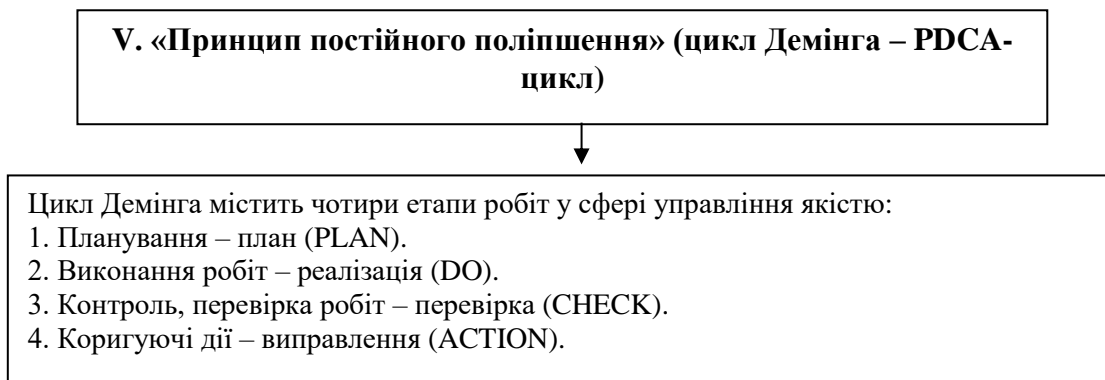 V. «Принцип постійного поліпшення» (цикл Демінга – PDCA-
цикл)
Цикл Демінга містить чотири етапи робіт у сфері управління якістю:
1. Планування – план (PLAN).
2. Виконання робіт – реалізація (DO).
3. Контроль, перевірка робіт – перевірка (CHECK).
4. Коригуючі дії – виправлення (ACTION).